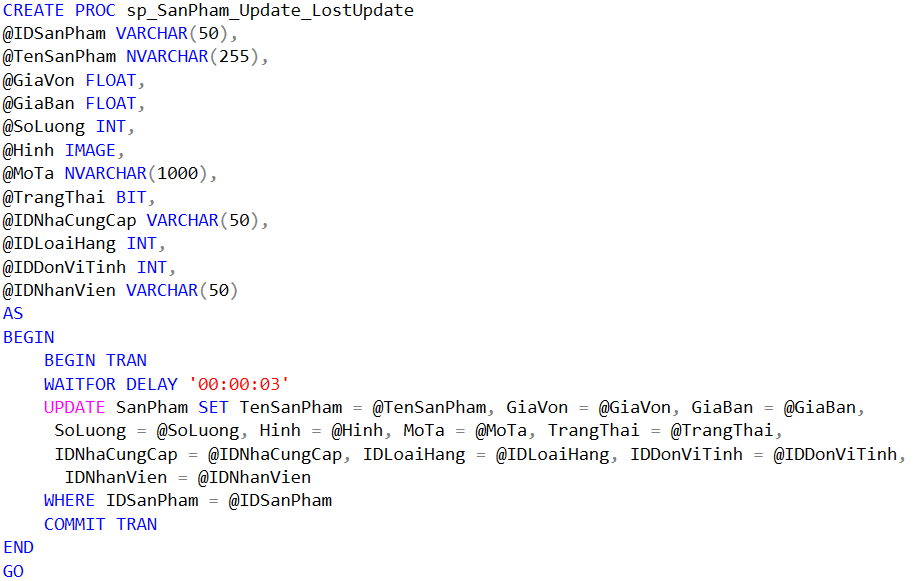 CREATE PROC sp_SanPham_Update_LostUpdate
@IDSanPham VARCHAR(50),
@TenSanPham NVARCHAR(255),
@GiaVon FLOAT,
@GiaBan FLOAT,
@SoLuong INT,
@Hinh IMAGE,
@MoTa NVARCHAR(1000),
@TrangThai BIT,
@IDNhaCungCap VARCHAR(50),
@IDLoaiHang INT,
@IDDonViTinh INT,
@IDNhanVien VARCHAR(50)
AS
BEGIN
    BEGIN TRAN
    WAITFOR DELAY '00:00:03'
    UPDATE SanPham SET TenSanPham = @TenSanPham, GiaVon = @GiaVon, GiaBan = @GiaBan,
     SoLuong = @SoLuong, Hinh = @Hinh, MoTa = @MoTa, TrangThai = @TrangThai,
     IDNhaCungCap = @IDNhaCungCap, IDLoaiHang = @IDLoaiHang, IDDonViTinh = @IDDonViTinh,
      IDNhanVien = @IDNhanVien
    WHERE IDSanPham = @IDSanPham
    COMMIT TRAN
END
GO